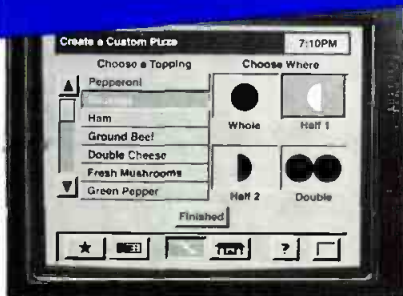 Create a Custom Pizza 7:10PM
Choose a Topping Choose Where
Pepperoni
Ham
Ground Beef
Double Cheese
Fresh Mushrooms
Green Pepper
Whole Half 1
Half 2 Double
Finished
?